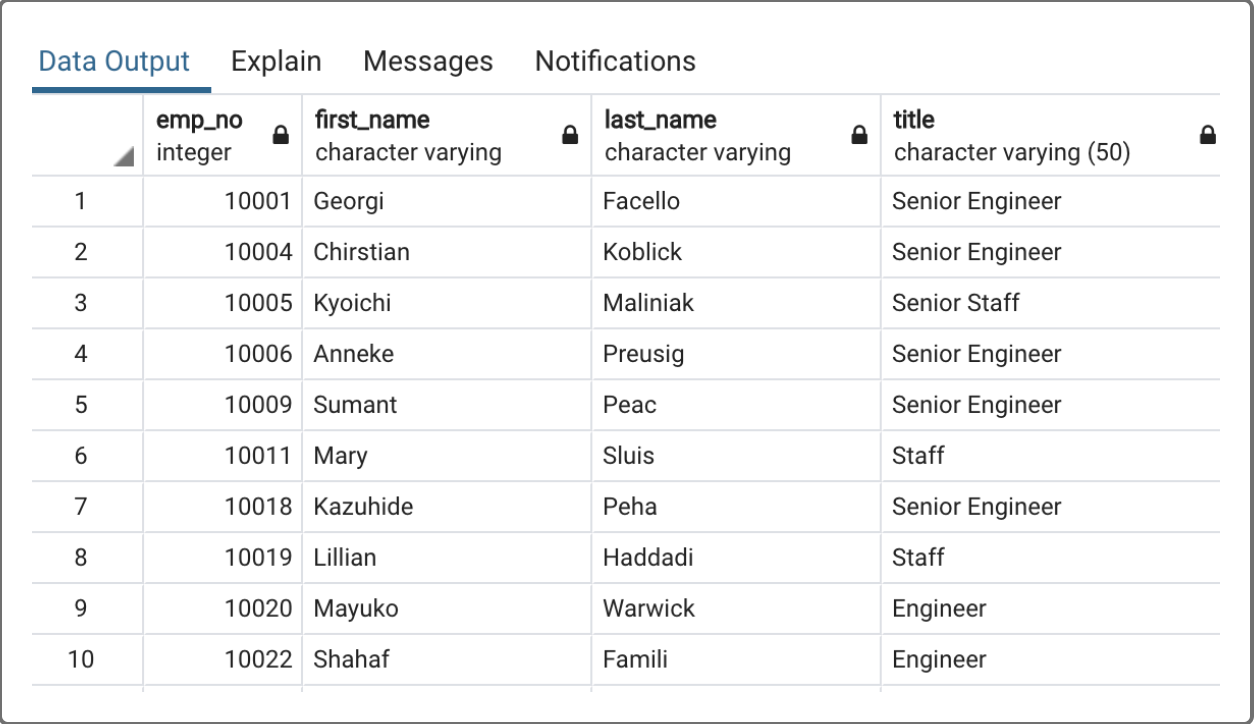 Data Output Explain Messages Notifications
emp_no first_name last_name title
integer character varying character varying character varying (50)
1 10001 Georgi Facello Senior Engineer
2 10004 Chirstian Koblick Senior Engineer
3 10005 Kyoichi Maliniak Senior Staff
4 10006 Anneke Preusig Senior Engineer
5 10009 Sumant Peac Senior Engineer
6 10011 Mary Sluis Staff
7 10018 Kazuhide Peha Senior Engineer
8 10019 Lillian Haddadi Staff
9 10020 Mayuko Warwick Engineer
10 10022 Shahaf Famili Engineer